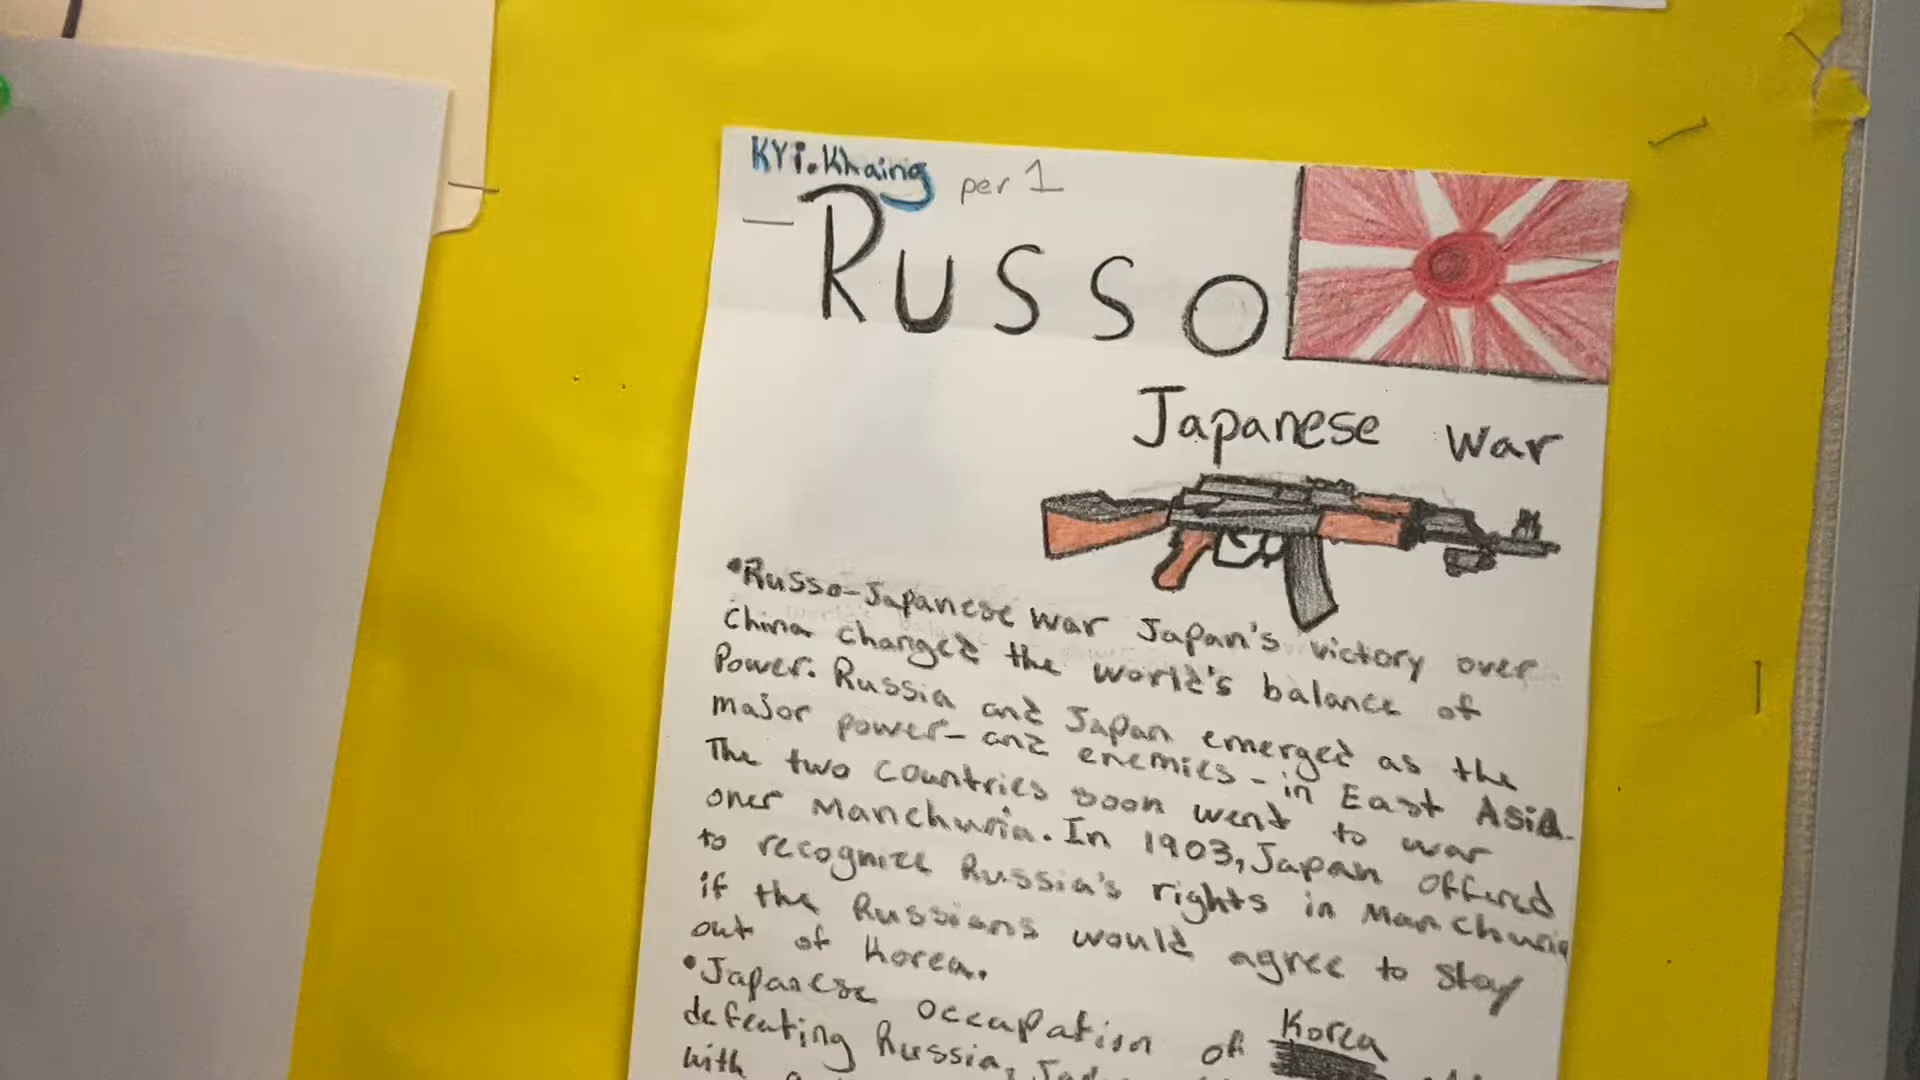 KYi.Khaing per 1
-RUSSO
Japanese war
•Russo-Japanese war Japan's victory over
China changed the world's balance of
Power. Russia and Japan emerged as the
major power- and enemies - in East Asia.
The two countries soon went to war
over Manchuria. In 1903, Japan offered
to recognize Russia's rights in Manchuria
if the Russians would agree to stay
out of Korea.
•Japanese occupation of Korea
defeating Russia,
with